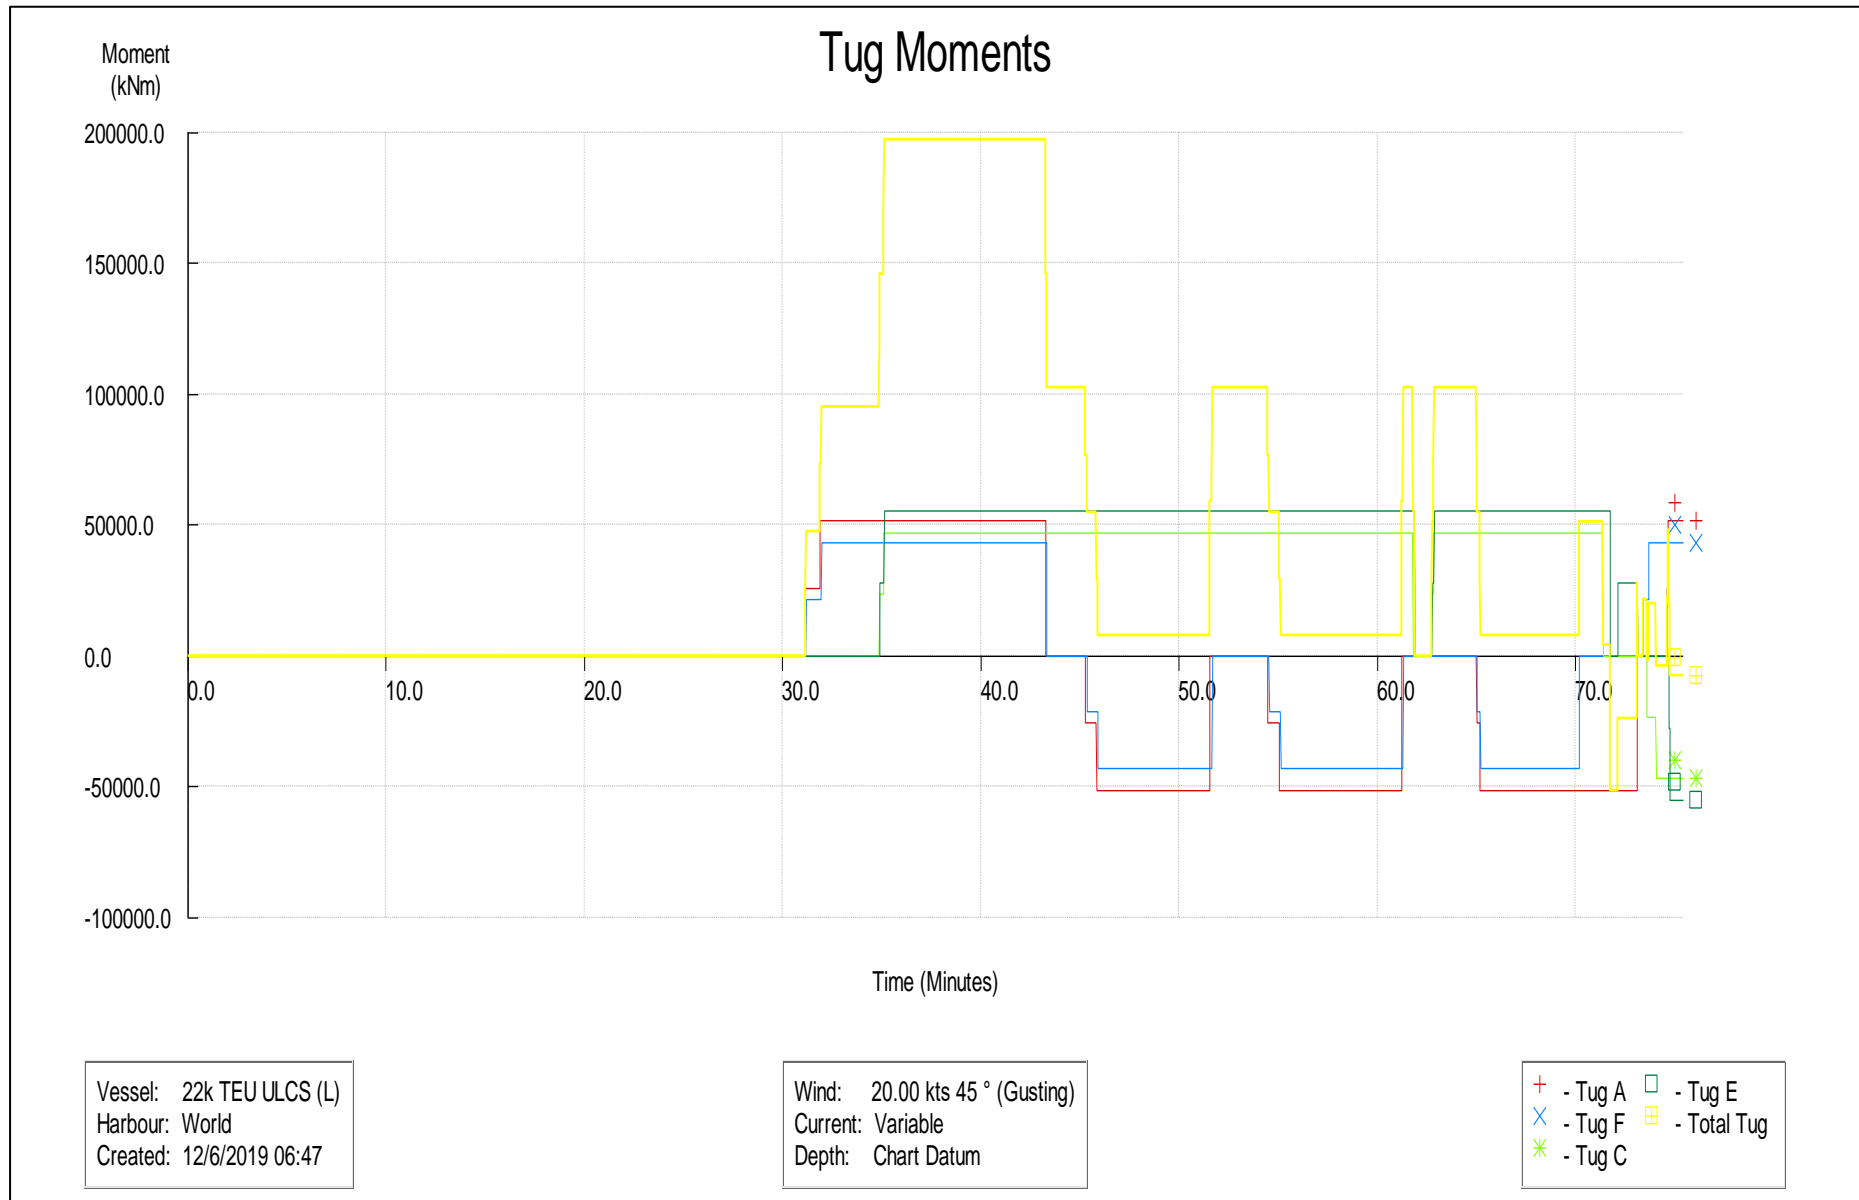 Tug Moments
Moment
(kNm)
200000.0
150000.0
100000.0
50000.0
0.0
-50000.0
-100000.0
0.0 10.0 20.0 30.0 40.0 50.0 60.0 70.0
Time (Minutes)
Vessel: 22k TEU ULCS (L)
Harbour: World
Created: 12/6/2019 06:47
Wind: 20.00 kts 45 ° (Gusting)
Current: Variable
Depth: Chart Datum
- Tug A - Tug E
- Tug F - Total Tug
- Tug C